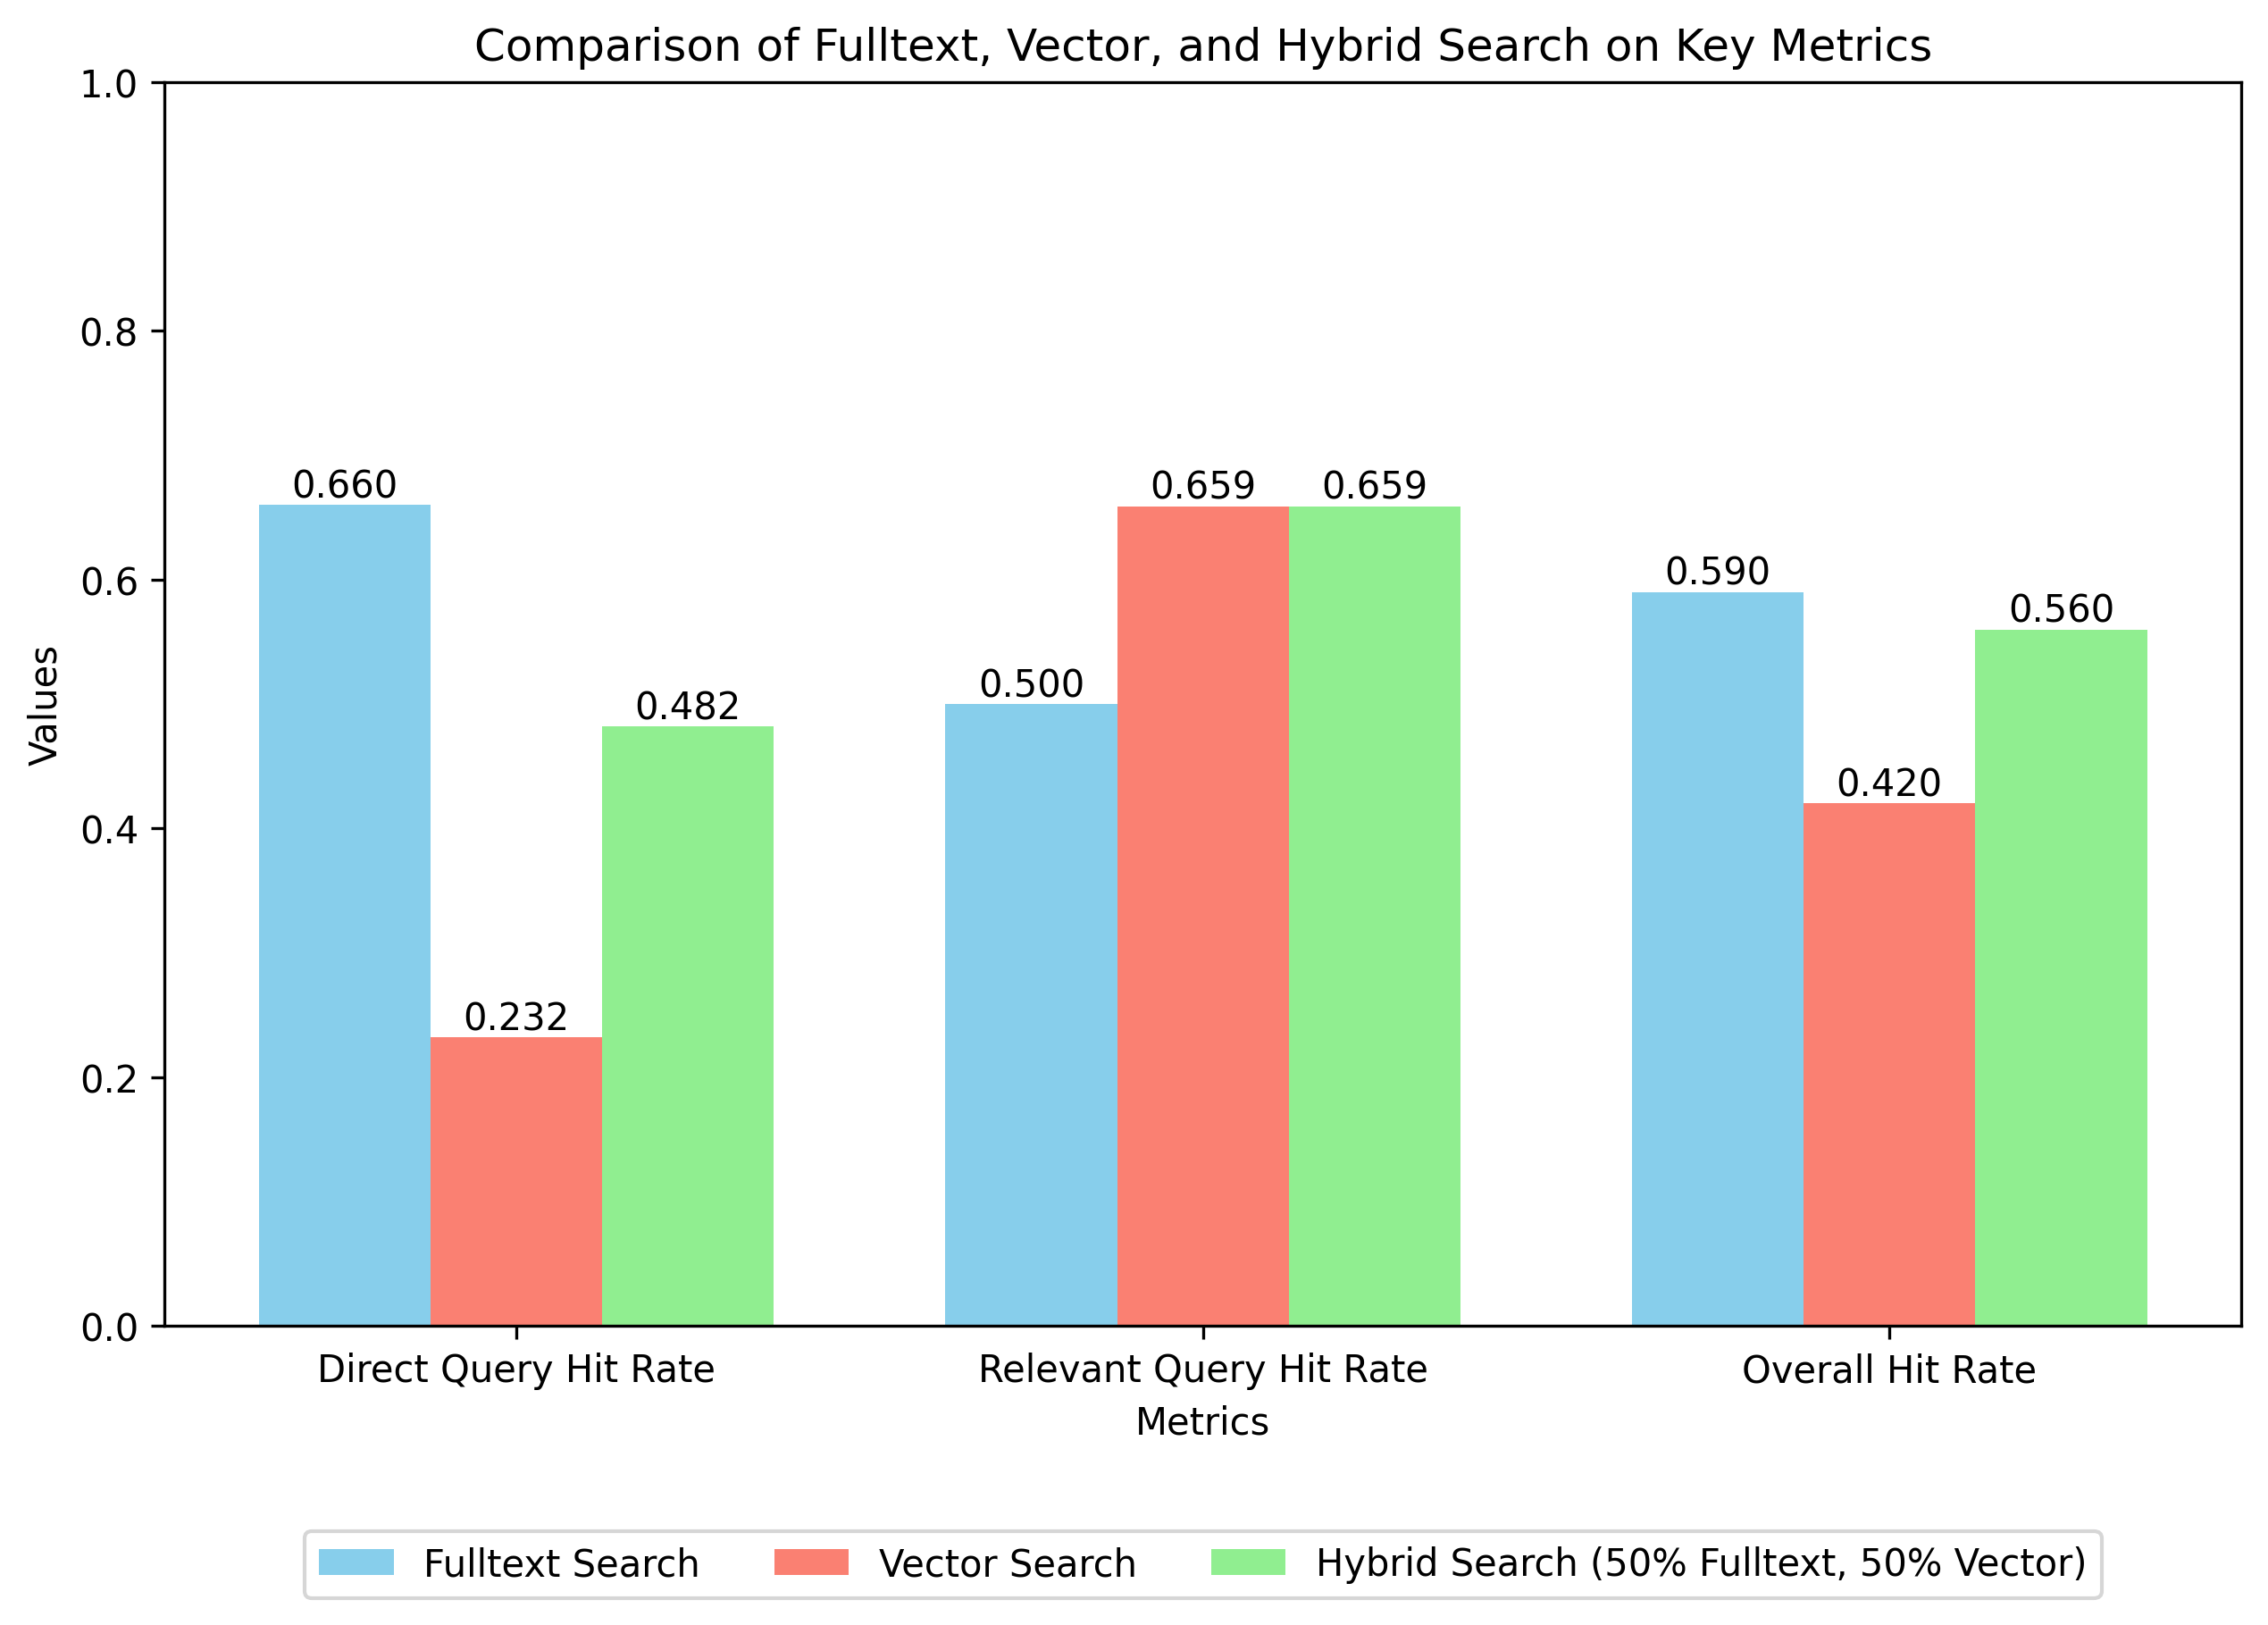 Comparison of Fulltext, Vector, and Hybrid Search on Key Metrics
1.0
0.8
0.6
0.4
0.2
0.0
Values
0.660
0.232
0.482
0.500
0.659
0.659
0.590
0.420
0.560
Direct Query Hit Rate
Relevant Query Hit Rate
Overall Hit Rate
Metrics
Fulltext Search
Vector Search
Hybrid Search (50% Fulltext, 50% Vector)